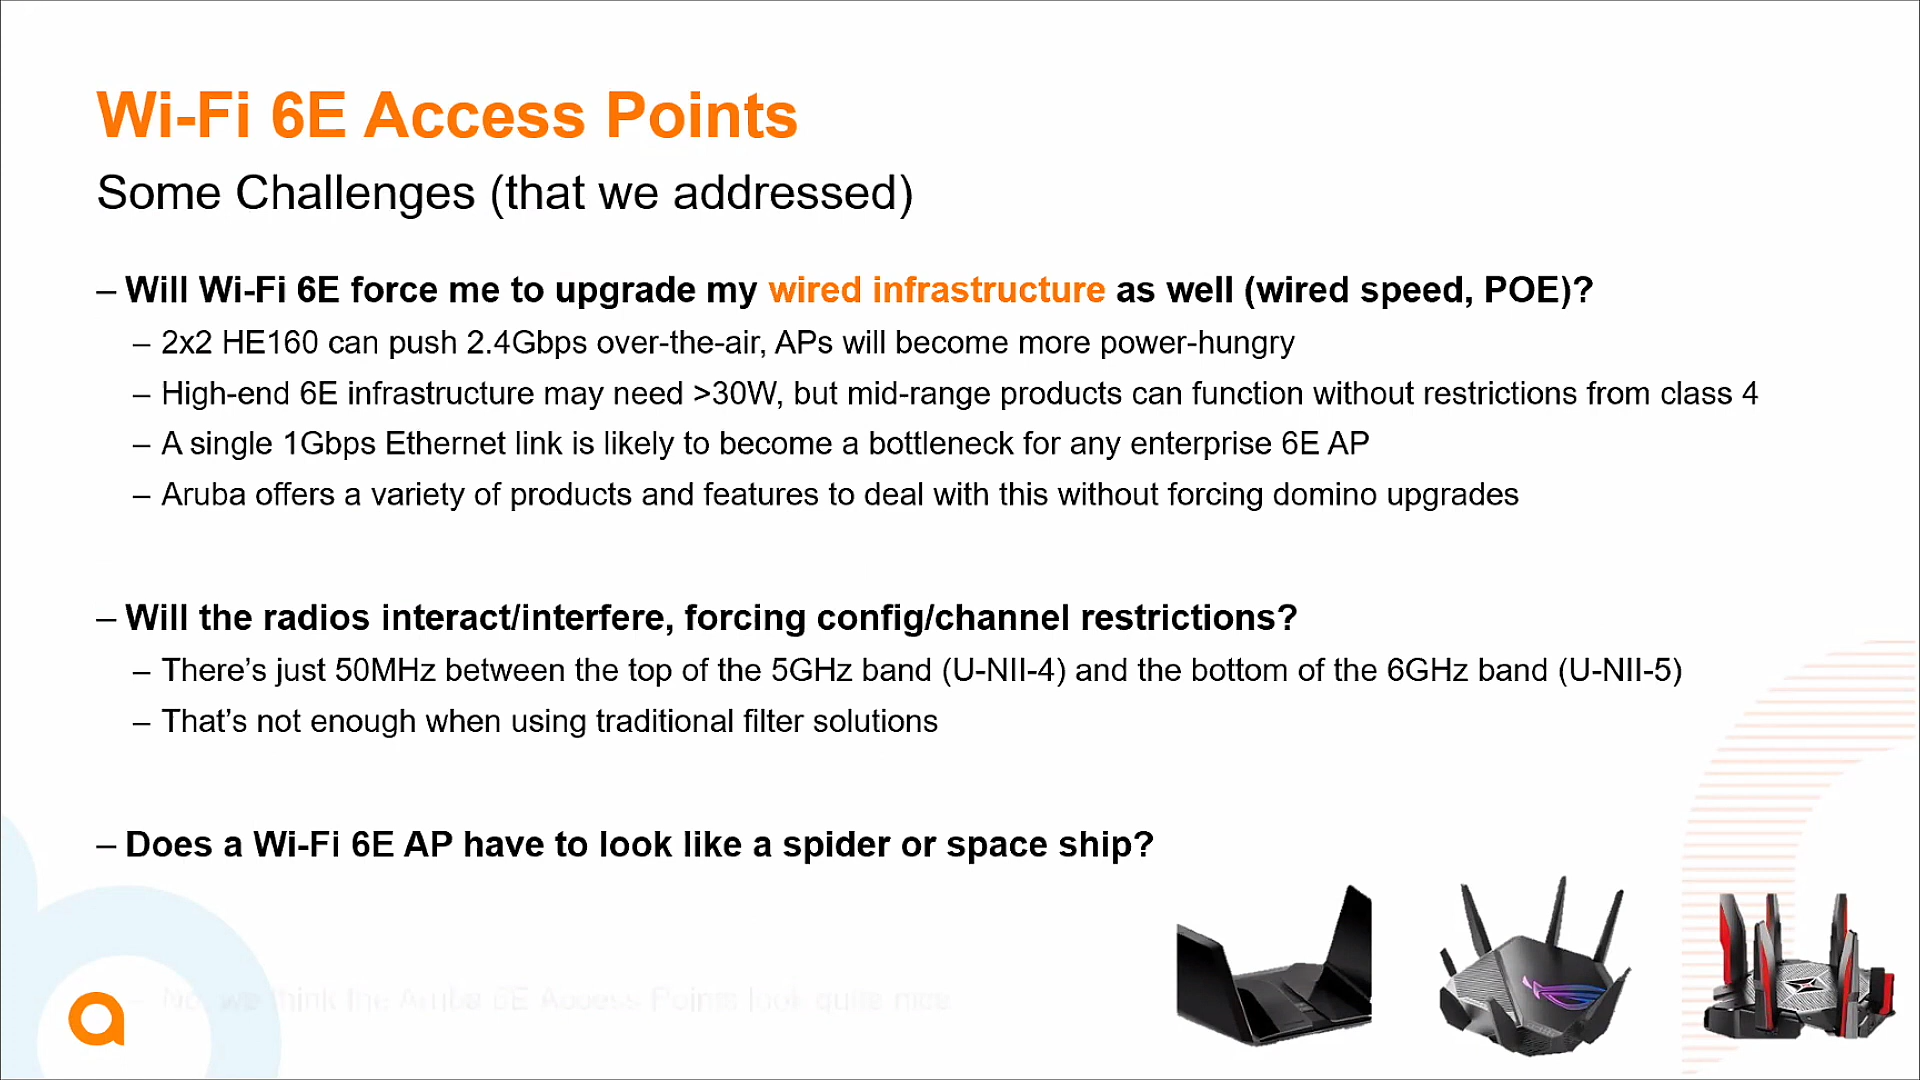 Wi-Fi 6E Access Points
Some Challenges (that we addressed)
– Will Wi-Fi 6E force me to upgrade my wired infrastructure as well (wired speed, POE)?
– 2x2 HE160 can push 2.4Gbps over-the-air, APs will become more power-hungry
– High-end 6E infrastructure may need >30W, but mid-range products can function without restrictions from class 4
– A single 1Gbps Ethernet link is likely to become a bottleneck for any enterprise 6E AP
– Aruba offers a variety of products and features to deal with this without forcing domino upgrades
– Will the radios interact/interfere, forcing config/channel restrictions?
– There’s just 50MHz between the top of the 5GHz band (U-NII-4) and the bottom of the 6GHz band (U-NII-5)
– That’s not enough when using traditional filter solutions
– Does a Wi-Fi 6E AP have to look like a spider or space ship?
– No, we think the Aruba 6E Access Points look quite nice